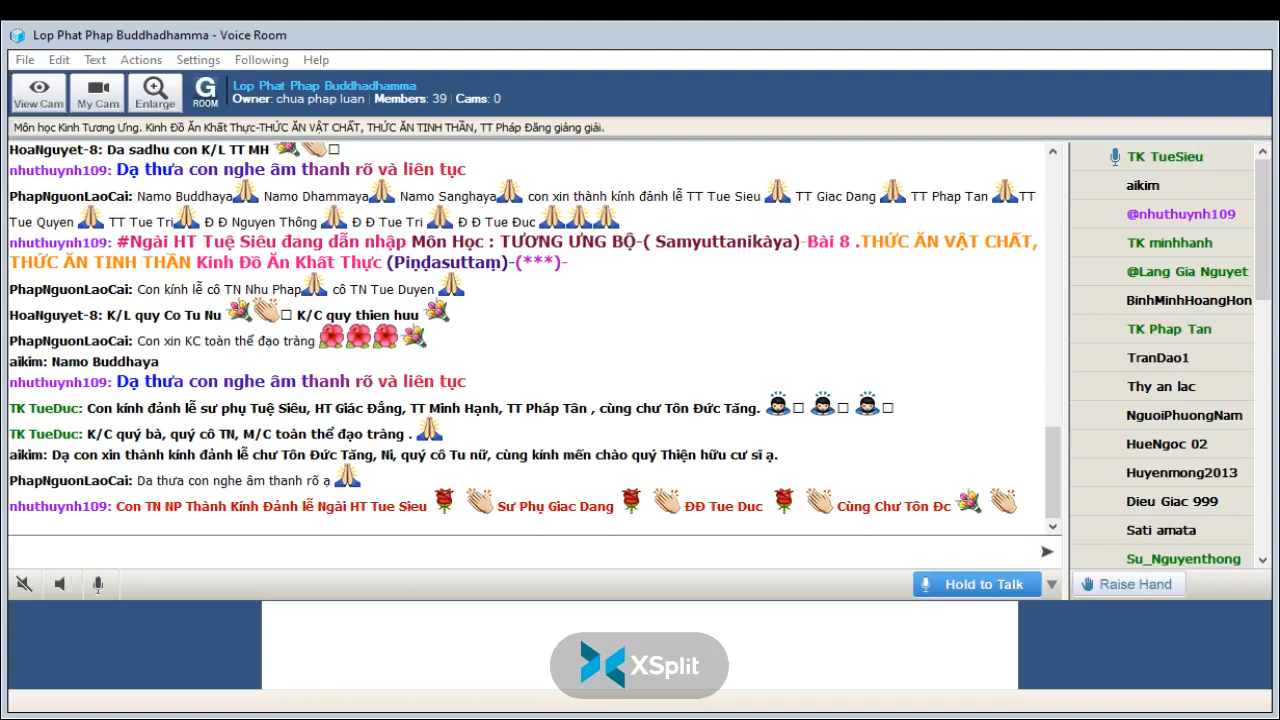 Lop Phat Phap Buddhadhamma - Voice Room
File Edit Text Actions Settings Following Help
View Cam My Cam Enlarge G ROOM
Lop Phat Phap Buddhadhamma
Owner: chua phap luan | Members: 39 | Cams: 0
Môn học Kinh Tương Ưng. Kinh Đồ Ăn Khất Thực-THỨC ĂN VẬT CHẤT, THỨC ĂN TINH THẦN, TT Pháp Đăng giảng giải.
HoaNguyet-8: Da sadhu con K/L TT MH
nhuthuynh109: Dạ thưa con nghe âm thanh rõ và liên tục
PhapNguonLaoCai: Namo Buddhaya Namo Dhammaya Namo Sanghaya con xin thành kính đảnh lễ TT Tue Sieu TT Giac Dang TT Phap Tan TT
Tue Quyen TT Tue Tri Đ Đ Nguyen Thông Đ Đ Tue Tri Đ Đ Tue Đuc
nhuthuynh109: #Ngài HT Tuệ Siêu đang dẫn nhập Môn Học : TƯƠNG ƯNG BỘ-( Samyuttanikàya)-Bài 8 .THỨC ĂN VẬT CHẤT,
THỨC ĂN TINH THẦN Kinh Đồ Ăn Khất Thực (Piṇḍasuttaṃ)-(***)-
PhapNguonLaoCai: Con kính lễ cô TN Nhu Phap cô TN Tue Duyen
HoaNguyet-8: K/L quy Co Tu Nu K/C quy thien huu
PhapNguonLaoCai: Con xin KC toàn thể đạo tràng
aikim: Namo Buddhaya
nhuthuynh109: Dạ thưa con nghe âm thanh rõ và liên tục
TK TueDuc: Con kính đảnh lễ sư phụ Tuệ Siêu, HT Giác Đẳng, TT Minh Hạnh, TT Pháp Tân , cùng chư Tôn Đức Tăng.
TK TueDuc: K/C quý bà, quý cô TN, M/C toàn thể đạo tràng .
aikim: Dạ con xin thành kính đảnh lễ chư Tôn Đức Tăng, Ni, quý cô Tu nữ, cùng kính mến chào quý Thiện hữu cư sĩ ạ.
PhapNguonLaoCai: Da thưa con nghe âm thanh rõ ạ
nhuthuynh109: Con TN NP Thành Kính Đảnh lễ Ngài HT Tue Sieu Sư Phụ Giac Dang ĐĐ Tue Duc Cùng Chư Tôn Đc
Hold to Talk
TK TueSieu
aikim
@nhuthuynh109
TK minhhanh
@Lang Gia Nguyet
BinhMinhHoangHon
TK Phap Tan
TranDao1
Thy an lac
NguoiPhuongNam
HueNgoc 02
Huyenmong2013
Dieu Giac 999
Sati amata
Su_Nguyenthong
Raise Hand
XSplit